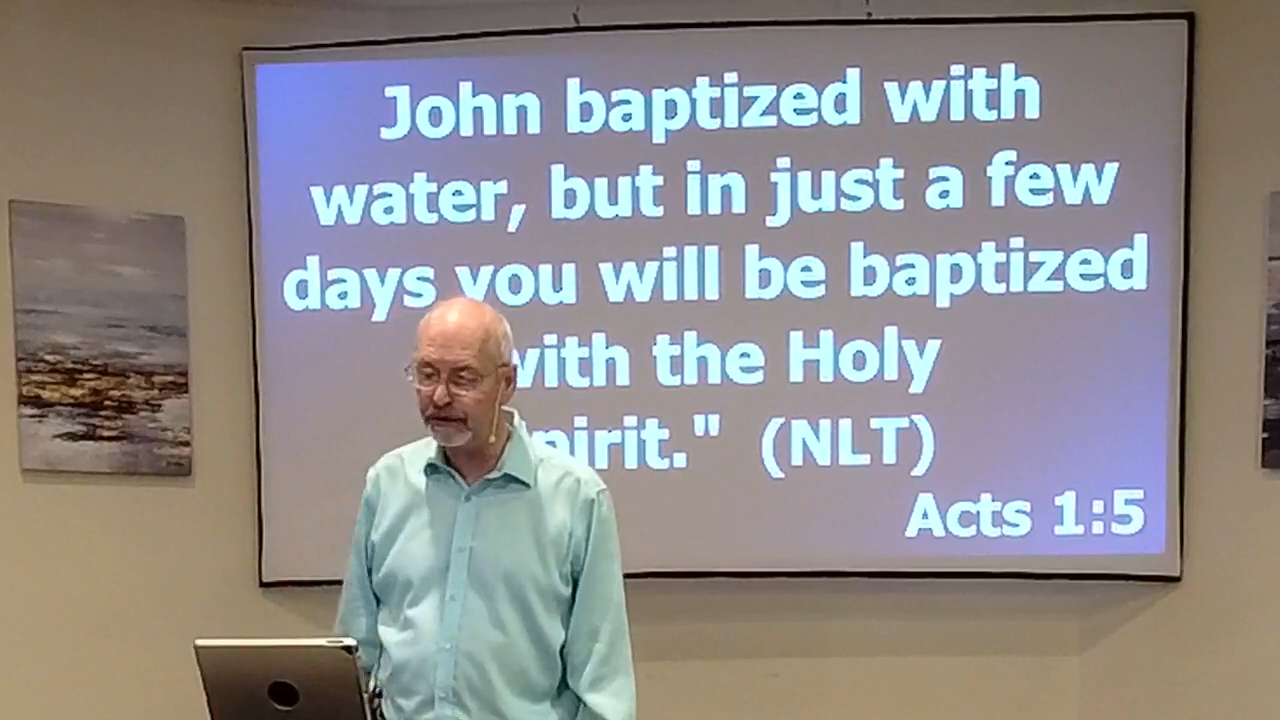 John baptized with
water, but in just a few
days you will be baptized
with the Holy
Spirit." (NLT)
Acts 1:5